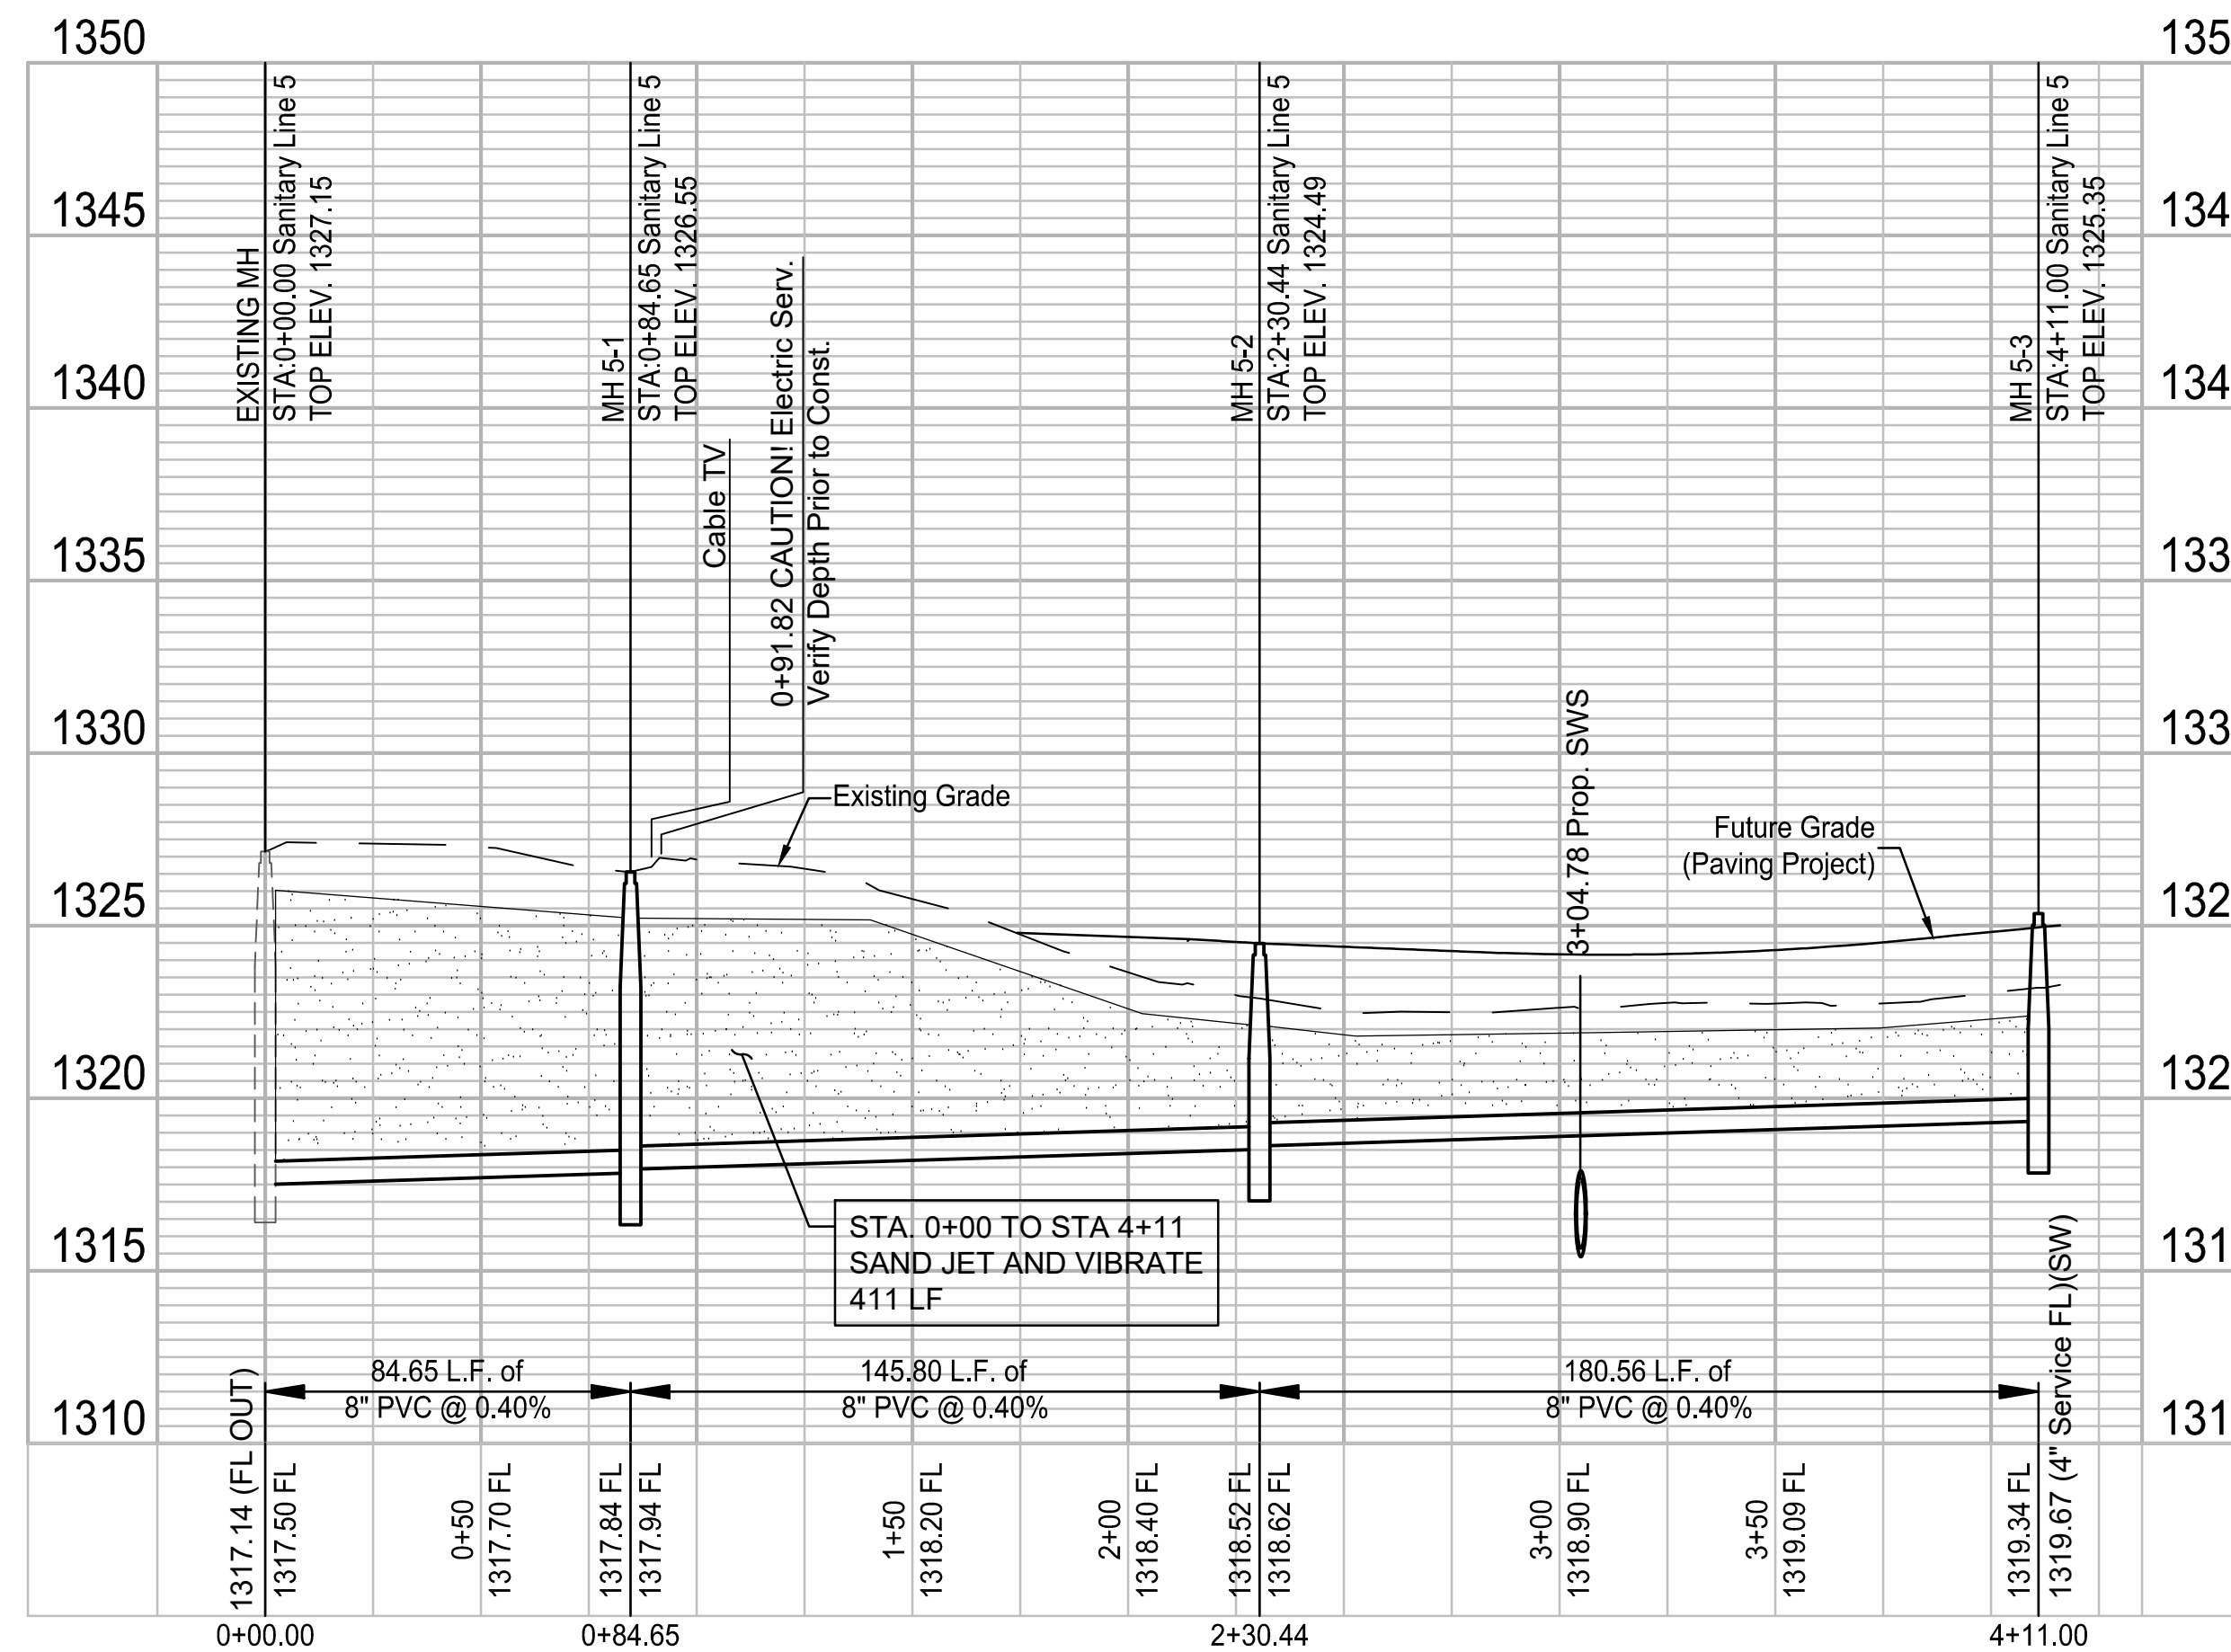 1350
1345
1340
1335
1330
1325
1320
1315
1310
135
134
134
133
133
132
132
131
131
EXISTING MH
STA:0+00.00 Sanitary Line 5
TOP ELEV. 1327.15
MH 5-1
STA:0+84.65 Sanitary Line 5
TOP ELEV. 1326.55
Cable TV
0+91.82 CAUTION! Electric Serv.
Verify Depth Prior to Const.
MH 5-2
STA:2+30.44 Sanitary Line 5
TOP ELEV. 1324.49
MH 5-3
STA:4+11.00 Sanitary Line 5
TOP ELEV. 1325.35
Existing Grade
3+04.78 Prop. SWS
Future Grade
(Paving Project)
STA. 0+00 TO STA 4+11
SAND JET AND VIBRATE
411 LF
84.65 L.F. of
8" PVC @ 0.40%
145.80 L.F. of
8" PVC @ 0.40%
180.56 L.F. of
8" PVC @ 0.40%
1317.14 (FL OUT)
1317.50 FL
0+50
1317.70 FL
1317.84 FL
1317.94 FL
1+50
1318.20 FL
2+00
1318.40 FL
1318.52 FL
1318.62 FL
3+00
1318.90 FL
3+50
1319.09 FL
1319.34 FL
1319.67 (4" Service FL)(SW)
0+00.00
0+84.65
2+30.44
4+11.00